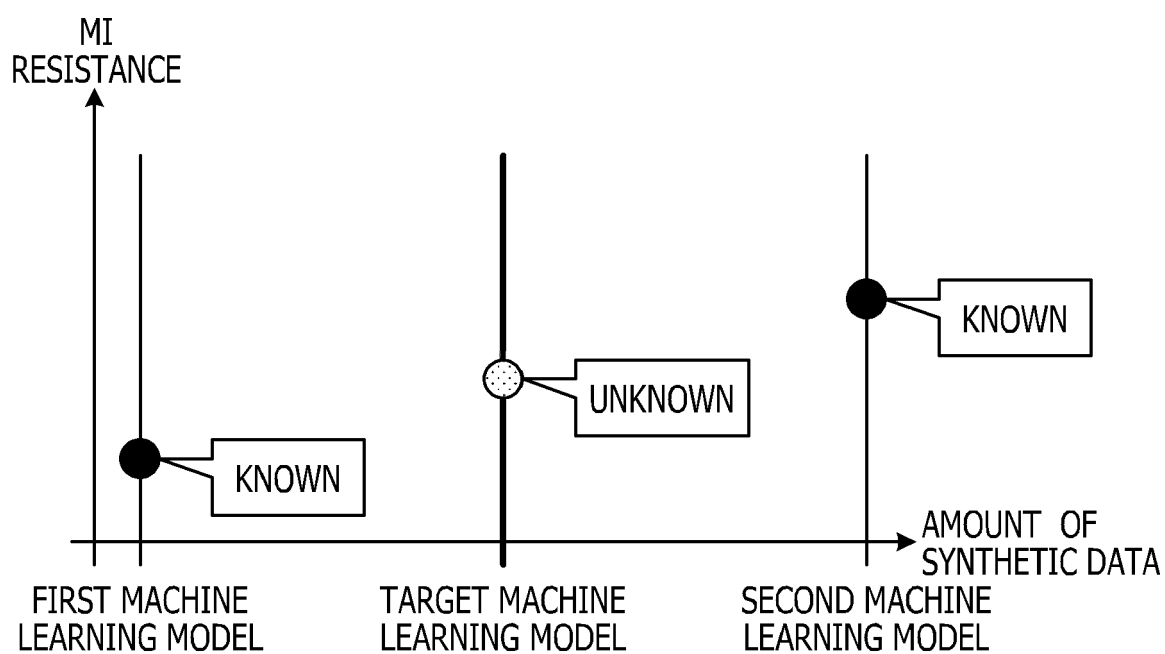 MI
RESISTANCE
KNOWN
UNKNOWN
KNOWN
AMOUNT OF
SYNTHETIC DATA
FIRST MACHINE
LEARNING MODEL
TARGET MACHINE
LEARNING MODEL
SECOND MACHINE
LEARNING MODEL